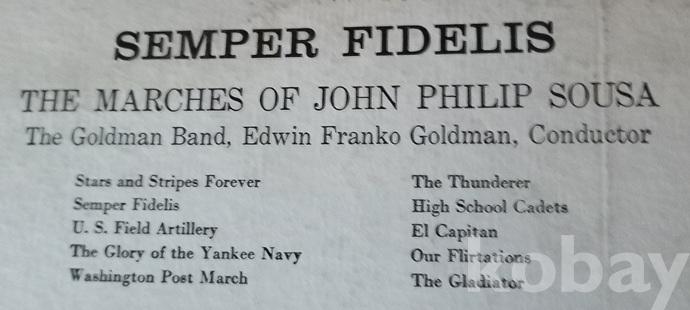 SEMPER FIDELIS
THE MARCHES OF JOHN PHILIP SOUSA
The Goldman Band, Edwin Franko Goldman, Conductor
Stars and Stripes Forever
Semper Fidelis
U. S. Field Artillery
The Glory of the Yankee Navy
Washington Post March
The Thunderer
High School Cadets
El Capitan
Our Flirtations
The Gladiator
kobay